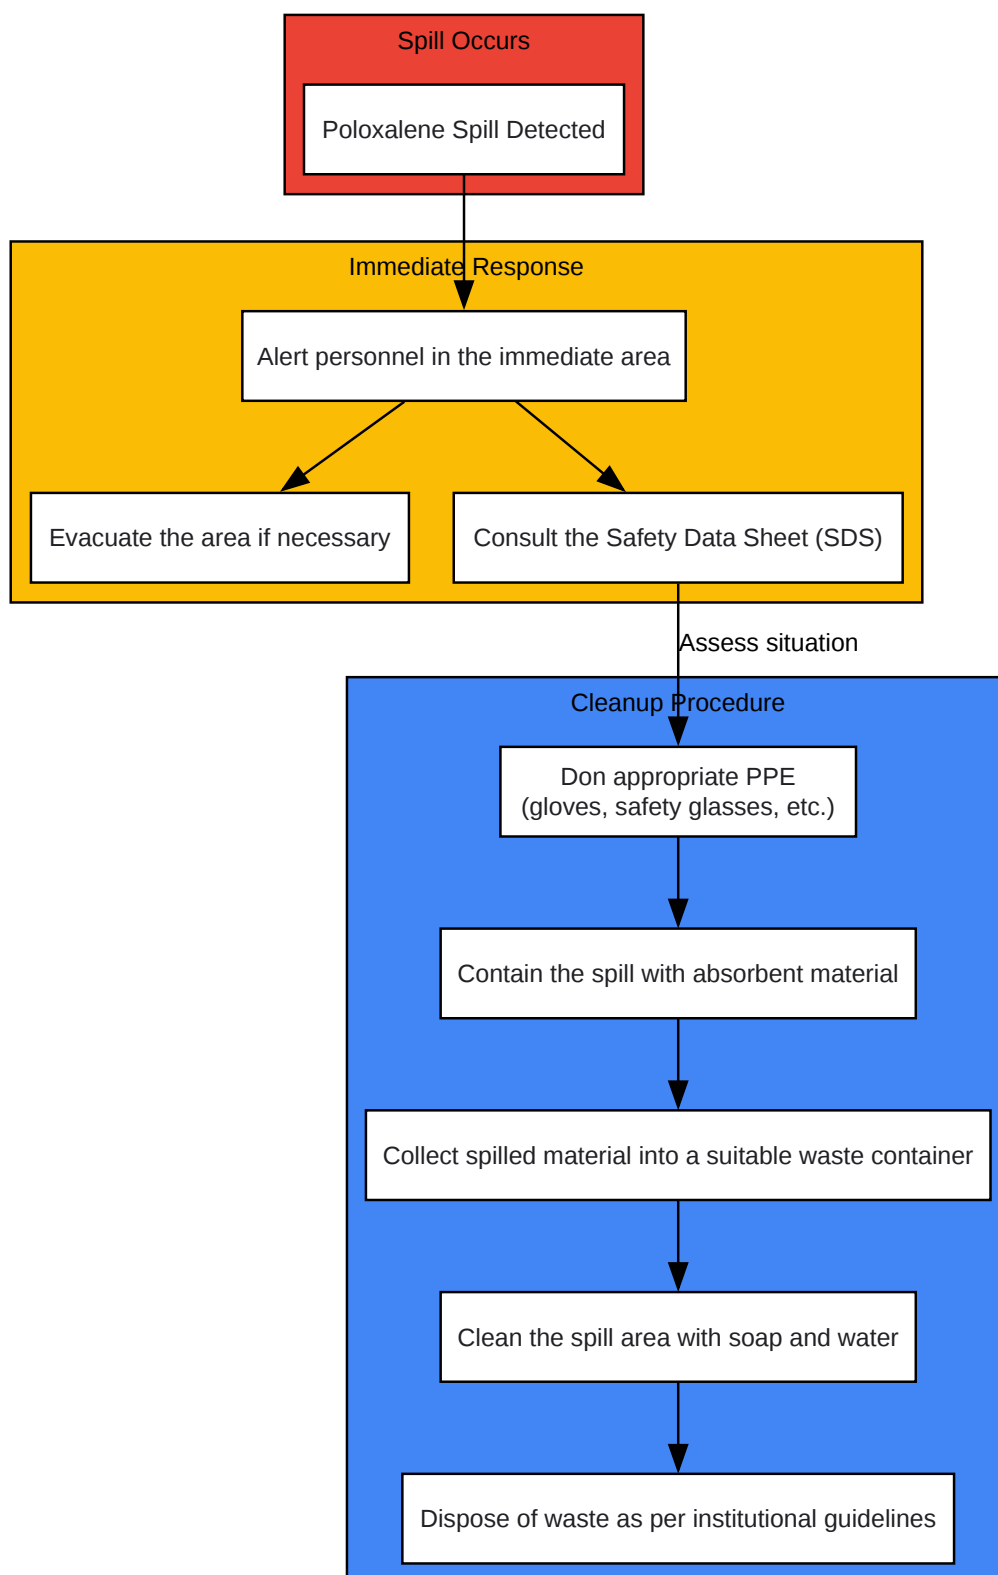 Spill Occurs
Poloxalene Spill Detected
Immediate Response
Alert personnel in the immediate area
Evacuate the area if necessary
Consult the Safety Data Sheet (SDS)
Assess situation
Cleanup Procedure
Don appropriate PPE
(gloves, safety glasses, etc.)
Contain the spill with absorbent material
Collect spilled material into a suitable waste container
Clean the spill area with soap and water
Dispose of waste as per institutional guidelines